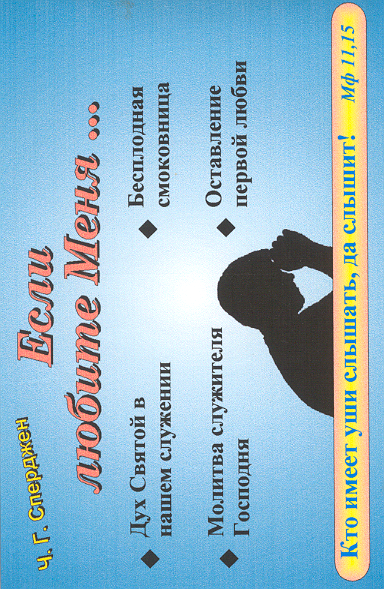 Ч. Г. Сперджен
Если
любите Меня ...
◆ Дух Святой в
нашем служении
◆ Молитва служителя
Господня
◆ Бесплодная
смоковница
◆ Оставление
первой любви
Кто имеет уши слышать, да слышит! Мф 11,15